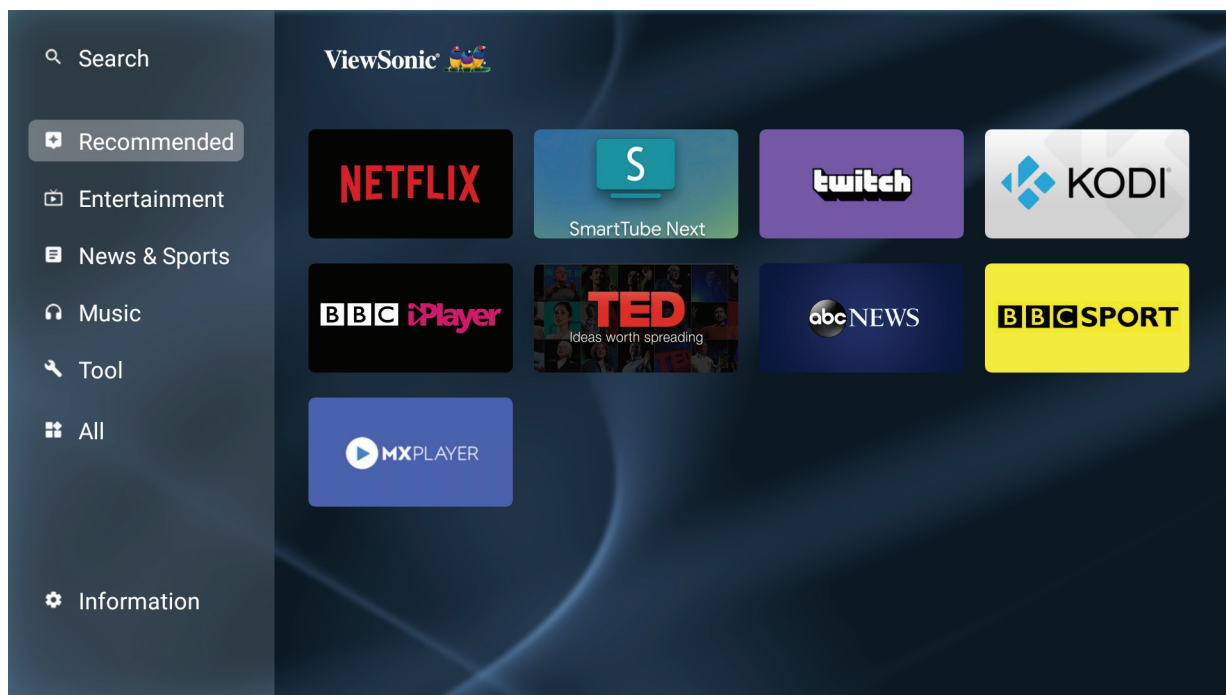 Search
ViewSonic®
Recommended
Entertainment
News & Sports
Music
Tool
All
Information
NETFLIX
S
SmartTube Next
twitch
KODI
BBC iPlayer
TED
Ideas worth spreading
abc NEWS
BBC SPORT
MXPLAYER